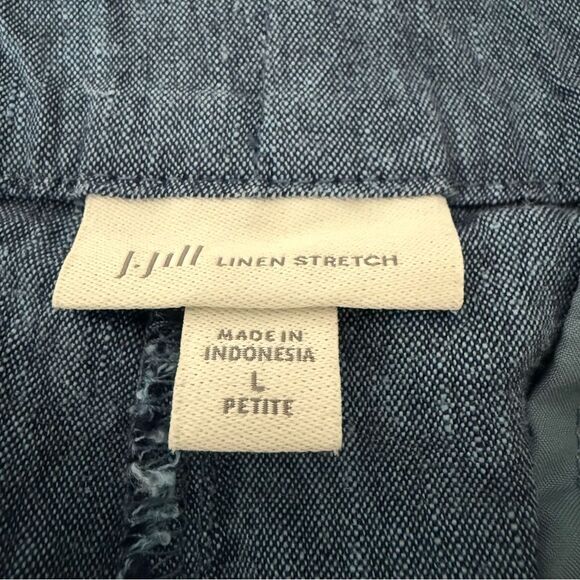 J.Jill LINEN STRETCH
MADE IN
INDONESIA
L
PETITE